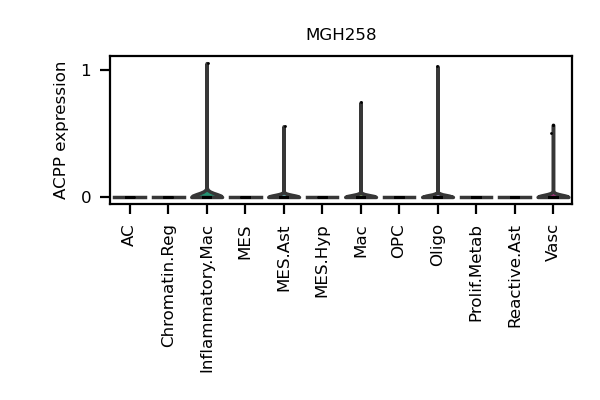 MGH258
ACPP expression
1
0
AC
Chromatin.Reg
Inflammatory.Mac
MES
MES.Ast
MES.Hyp
Mac
OPC
Oligo
Prolif.Metab
Reactive.Ast
Vasc